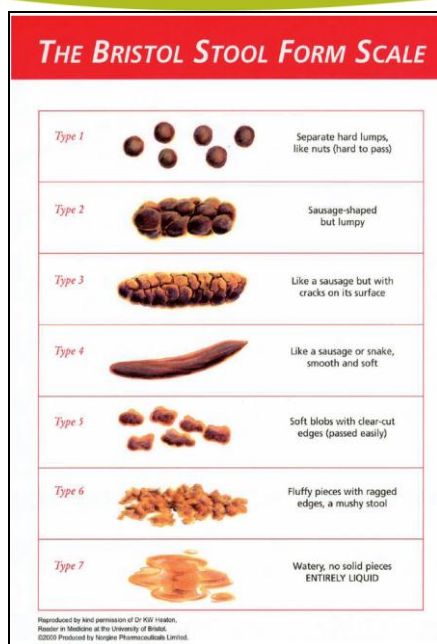 THE BRISTOL STOOL FORM SCALE
Type 1
Separate hard lumps,
like nuts (hard to pass)
Type 2
Sausage-shaped
but lumpy
Type 3
Like a sausage but with
cracks on its surface
Type 4
Like a sausage or snake,
smooth and soft
Type 5
Soft blobs with clear-cut
edges (passed easily)
Type 6
Fluffy pieces with ragged
edges, a mushy stool
Type 7
Watery, no solid pieces
ENTIRELY LIQUID
Reproduced by kind permission of Dr KW Heaton,
Reader in Medicine at the University of Bristol.
©2000 Produced by Norgine Pharmaceuticals Limited.